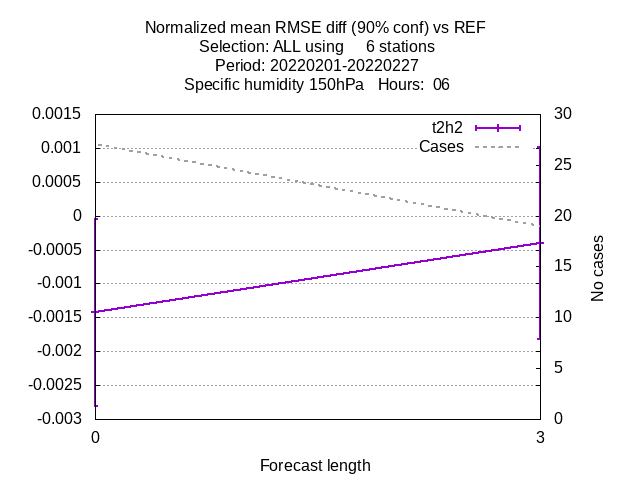 Normalized mean RMSE diff (90% conf) vs REF
Selection: ALL using     6 stations
Period: 20220201-20220227
Specific humidity 150hPa   Hours:  06
0.0015
0.001
0.0005
0
-0.0005
-0.001
-0.0015
-0.002
-0.0025
-0.003
t2h2
Cases
30
25
20
15
10
5
0
No cases
0
3
Forecast length